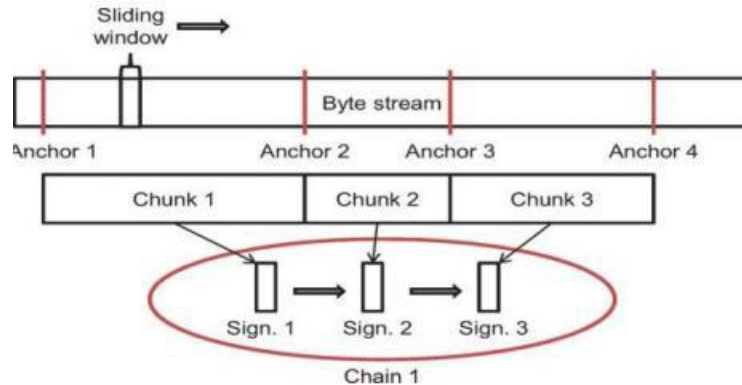 Sliding
window
Byte stream
Anchor 1
Anchor 2
Anchor 3
Anchor 4
Chunk 1
Chunk 2
Chunk 3
Sign. 1
Sign. 2
Sign. 3
Chain 1